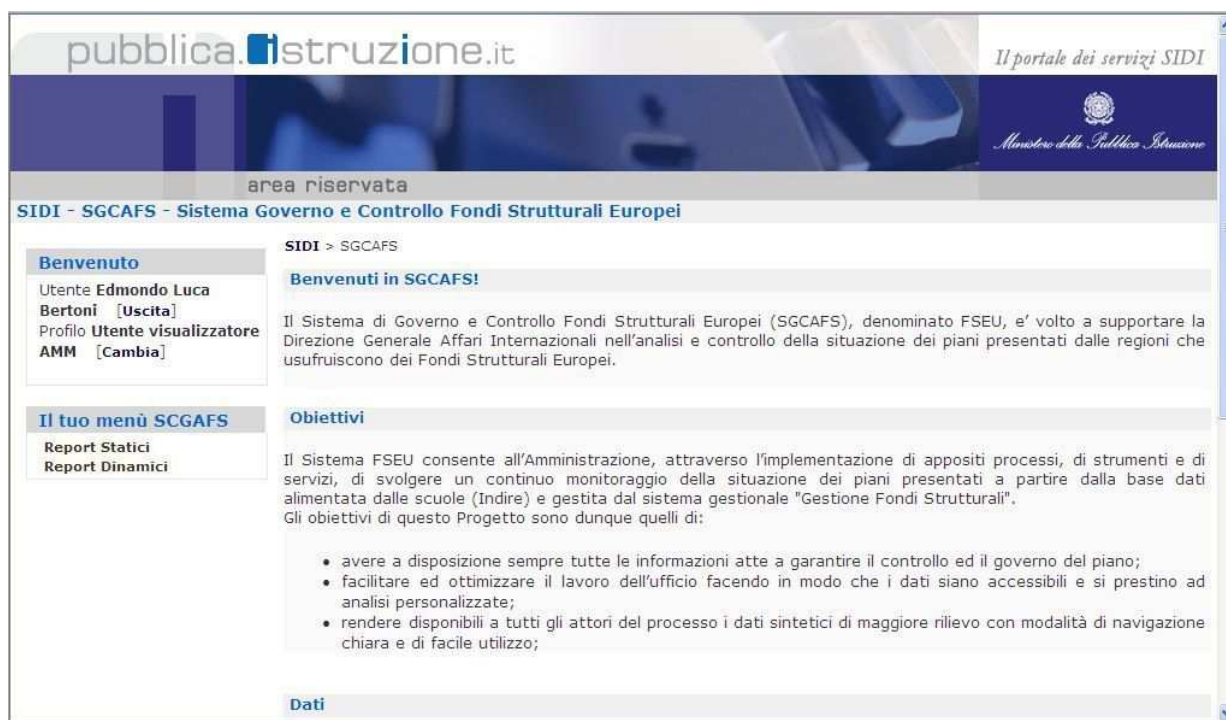 pubblica.istruzione.it
Il portale dei servizi SIDI
Ministero della Pubblica Istruzione
area riservata
SIDI - SGCAFS - Sistema Governo e Controllo Fondi Strutturali Europei
Benvenuto
Utente Edmondo Luca
Bertoni [Uscita]
Profilo Utente visualizzatore
AMM [Cambia]
Il tuo menù SCGAFS
Report Statici
Report Dinamici
SIDI > SGCAFS
Benvenuti in SGCAFS!
Il Sistema di Governo e Controllo Fondi Strutturali Europei (SGCAFS), denominato FSEU, e' volto a supportare la
Direzione Generale Affari Internazionali nell'analisi e controllo della situazione dei piani presentati dalle regioni che
usufruiscono dei Fondi Strutturali Europei.
Obiettivi
Il Sistema FSEU consente all'Amministrazione, attraverso l'implementazione di appositi processi, di strumenti e di
servizi, di svolgere un continuo monitoraggio della situazione dei piani presentati a partire dalla base dati
alimentata dalle scuole (Indire) e gestita dal sistema gestionale "Gestione Fondi Strutturali".
Gli obiettivi di questo Progetto sono dunque quelli di:
• avere a disposizione sempre tutte le informazioni atte a garantire il controllo ed il governo del piano;
• facilitare ed ottimizzare il lavoro dell'ufficio facendo in modo che i dati siano accessibili e si prestino ad
analisi personalizzate;
• rendere disponibili a tutti gli attori del processo i dati sintetici di maggiore rilievo con modalità di navigazione
chiara e di facile utilizzo;
Dati